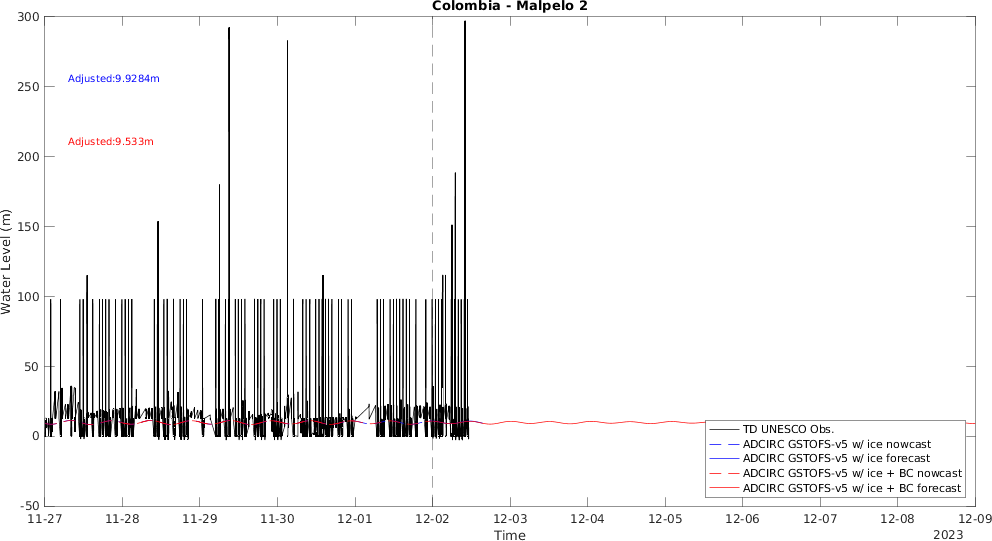 Colombia - Malpelo 2
300
250
200
150
100
50
0
-50
Water Level (m)
Adjusted:9.9284m
Adjusted:9.533m
TD UNESCO Obs.
ADCIRC GSTOFS-v5 w/ ice nowcast
ADCIRC GSTOFS-v5 w/ ice forecast
ADCIRC GSTOFS-v5 w/ ice + BC nowcast
ADCIRC GSTOFS-v5 w/ ice + BC forecast
11-27 11-28 11-29 11-30 12-01 12-02 12-03 12-04 12-05 12-06 12-07 12-08 12-09
Time
2023